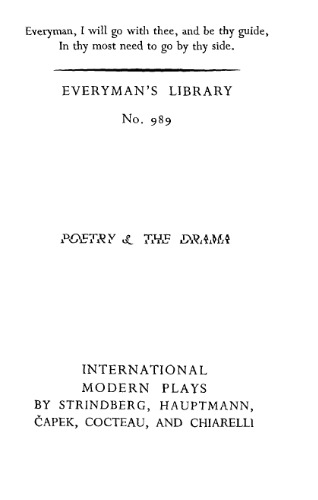 Everyman, I will go with thee, and be thy guide,
In thy most need to go by thy side.
EVERYMAN'S LIBRARY
No. 989
POETRY & THE DRAMA
INTERNATIONAL
MODERN PLAYS
BY STRINDBERG, HAUPTMANN,
ČAPEK, COCTEAU, AND CHIARELLI